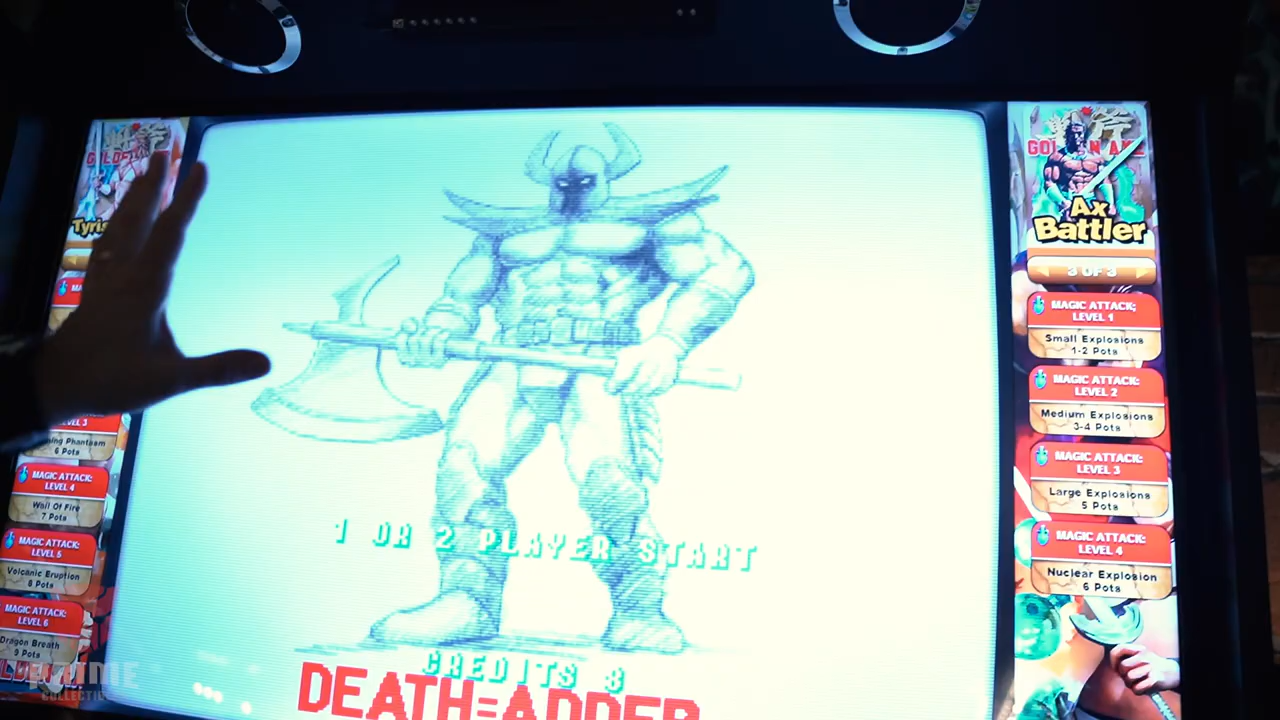 GOLDEN AXE
Tyris
LEVEL 3
6 Pots
MAGIC ATTACK:
LEVEL 4
Wall Of Fire
7 Pots
MAGIC ATTACK:
LEVEL 5
Volcanic Eruption
8 Pots
MAGIC ATTACK:
LEVEL 6
Dragon Breath
9 Pots
1 OR 2 PLAYER START
CREDITS 8
DEATH=ADDER
GOLDEN AXE
Ax
Battler
3 OF 3
MAGIC ATTACK:
LEVEL 1
Small Explosions
1-2 Pots
MAGIC ATTACK:
LEVEL 2
Medium Explosions
3-4 Pots
MAGIC ATTACK:
LEVEL 3
Large Explosions
5 Pots
MAGIC ATTACK:
LEVEL 4
Nuclear Explosion
6 Pots